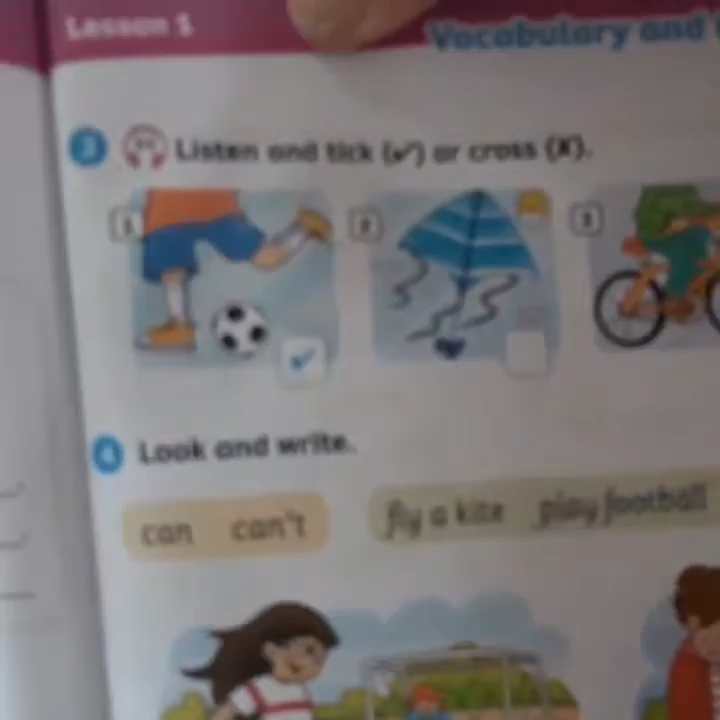 Lesson 1
Vocabulary and
3 Listen and tick (✔) or cross (X).
1 2 3
4 Look and write.
can can't fly a kite play football